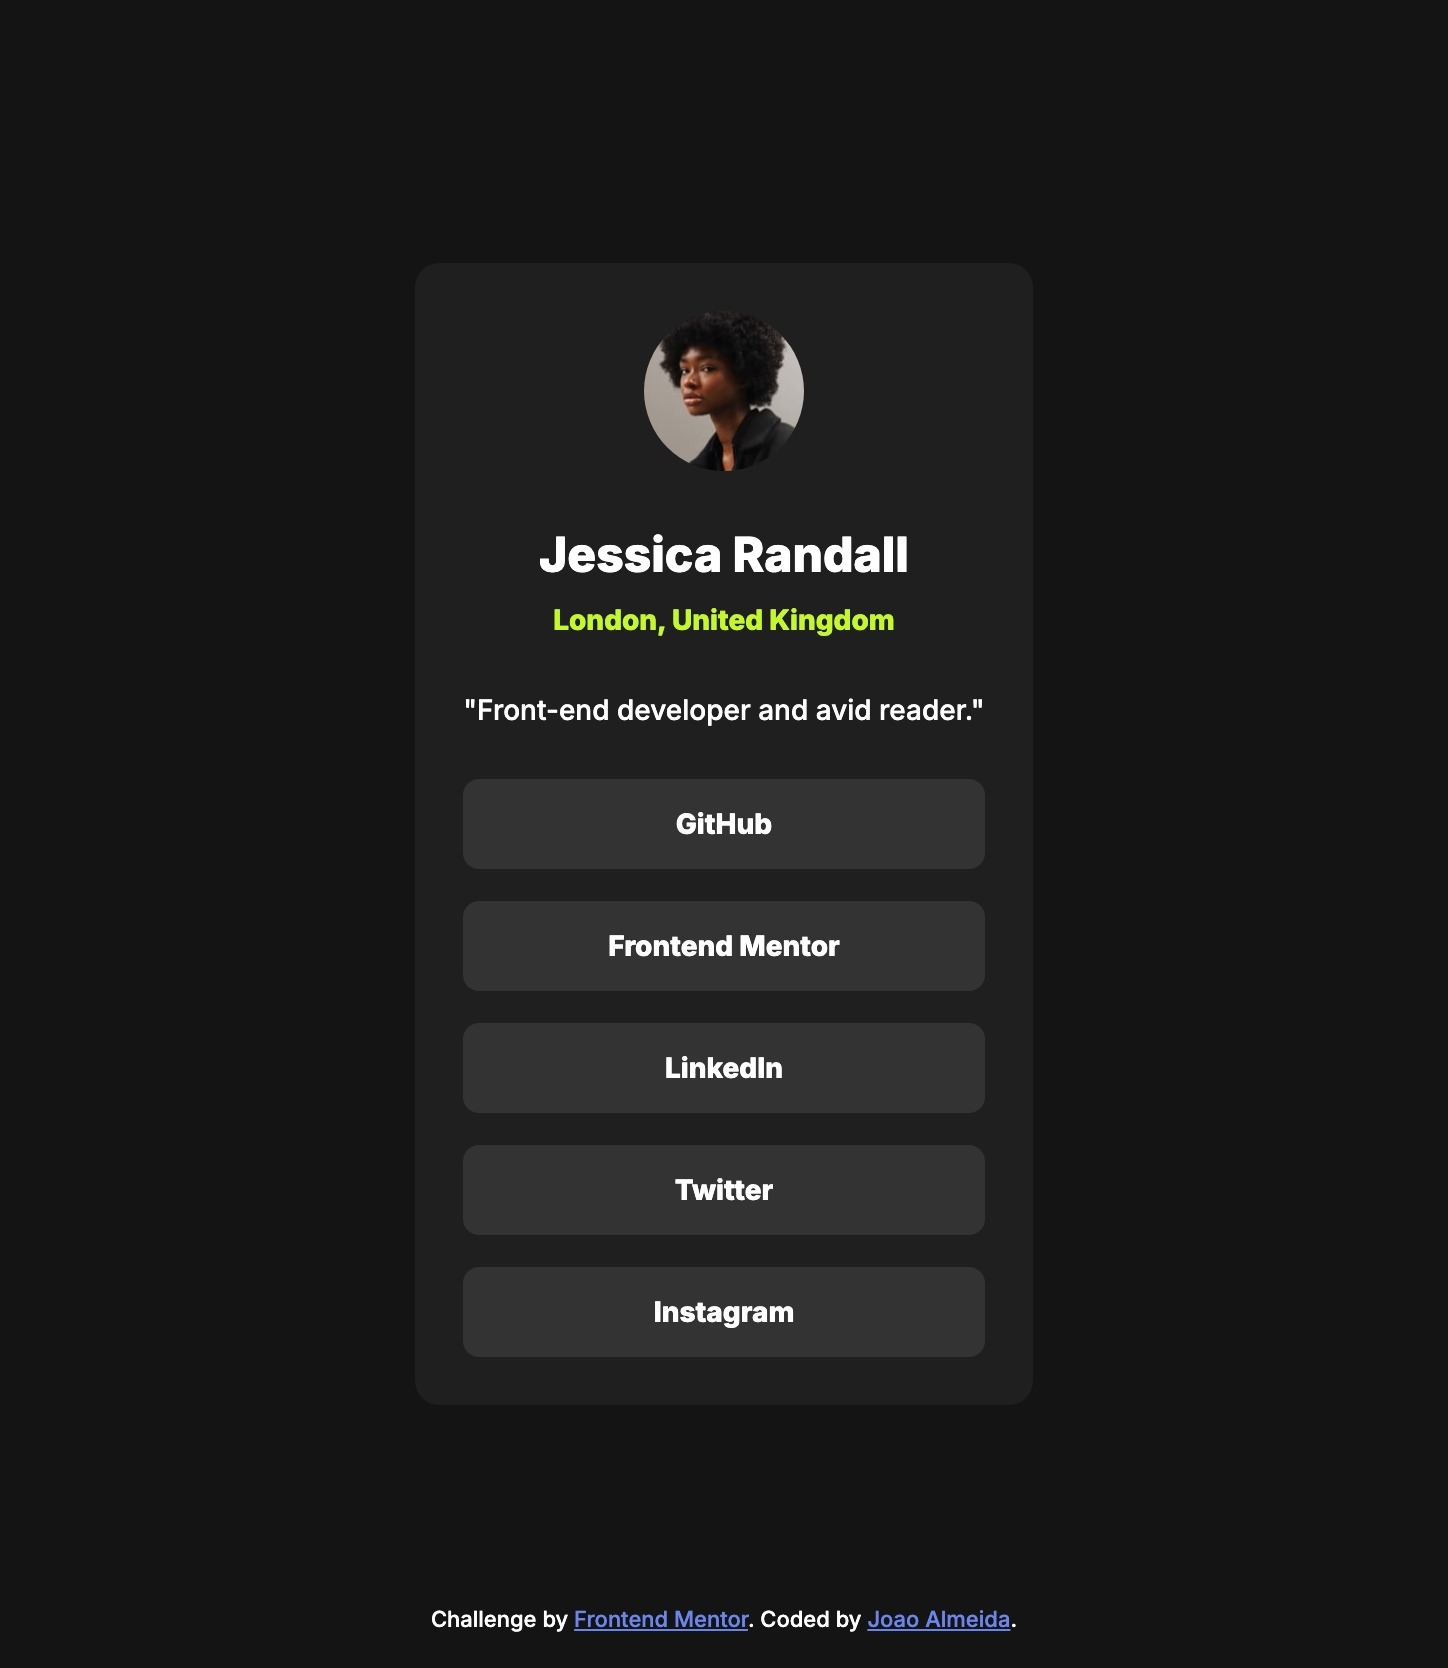 Jessica Randall
London, United Kingdom
"Front-end developer and avid reader."
GitHub
Frontend Mentor
LinkedIn
Twitter
Instagram
Challenge by Frontend Mentor. Coded by Joao Almeida.